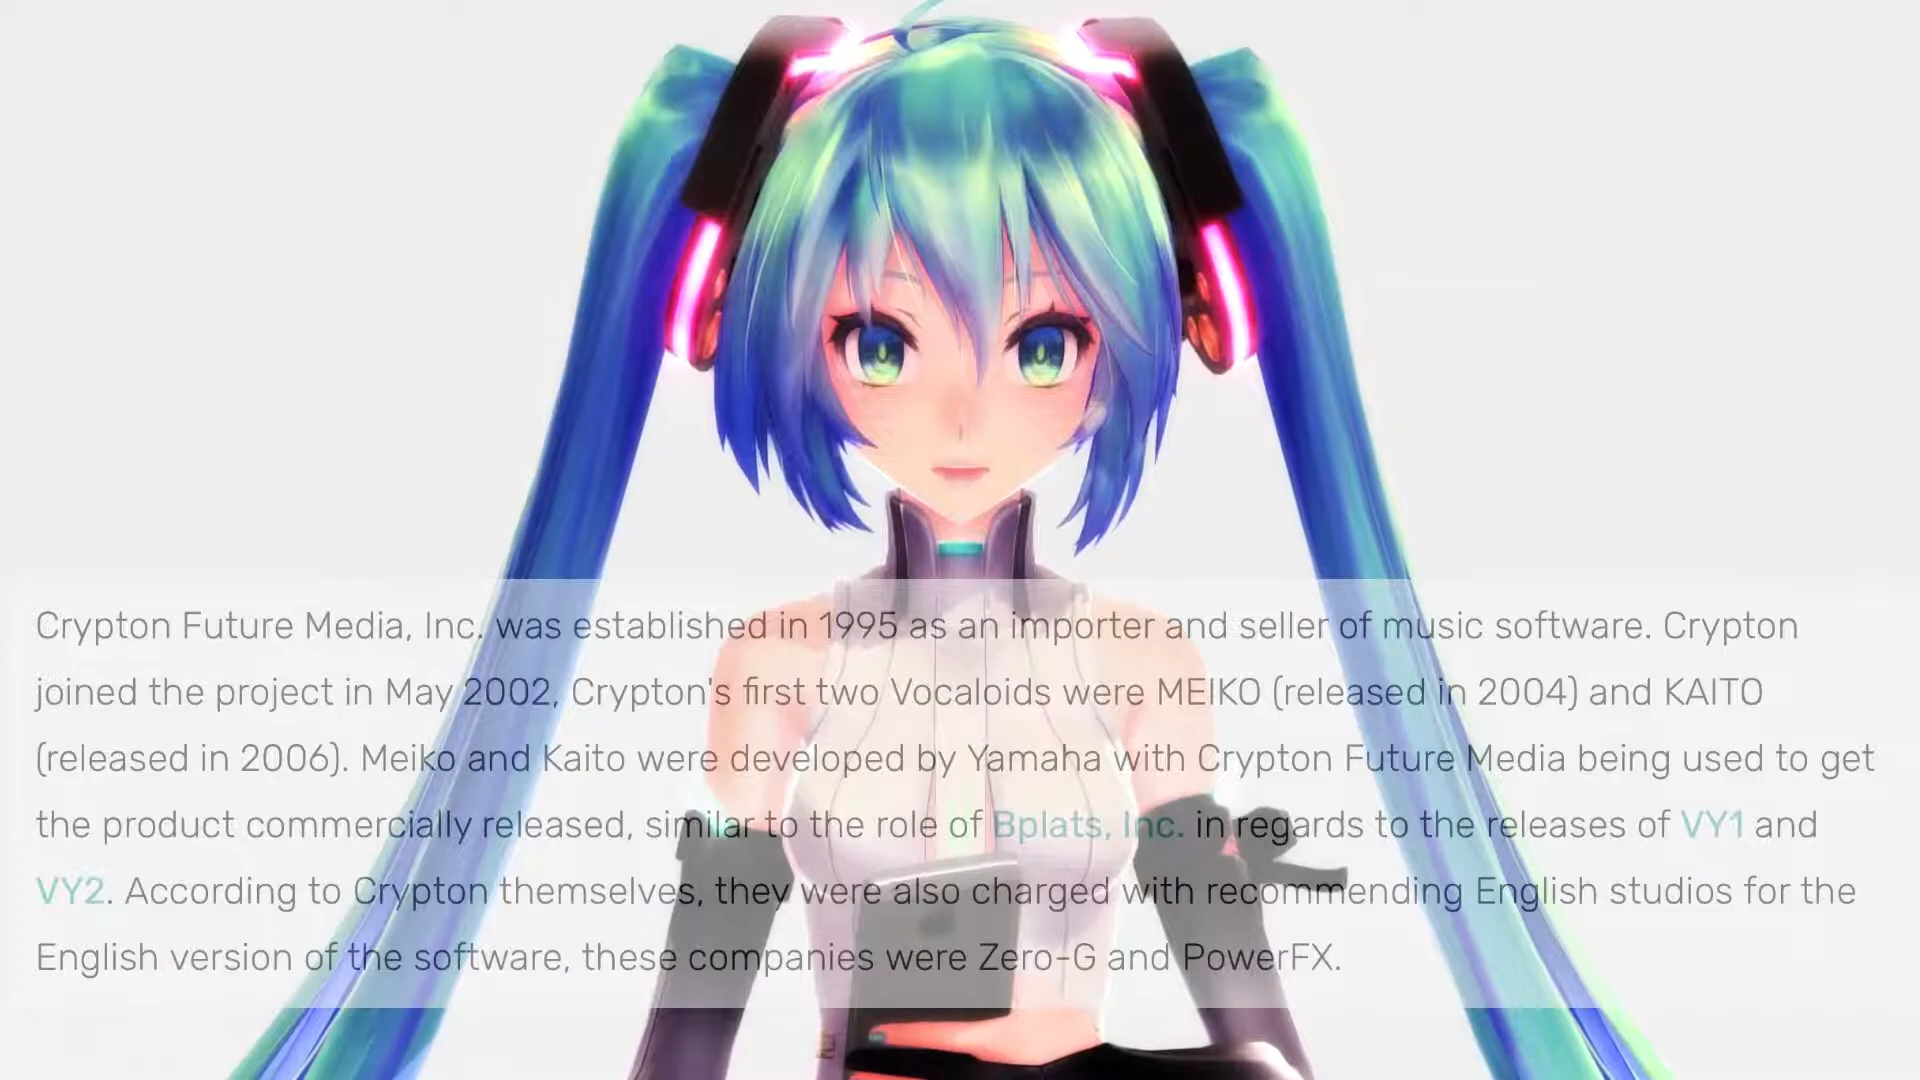 Crypton Future Media, Inc. was established in 1995 as an importer and seller of music software. Crypton
joined the project in May 2002, Crypton's first two Vocaloids were MEIKO (released in 2004) and KAITO
(released in 2006). Meiko and Kaito were developed by Yamaha with Crypton Future Media being used to get
the product commercially released, similar to the role of Bplats, Inc. in regards to the releases of VY1 and
VY2. According to Crypton themselves, they were also charged with recommending English studios for the
English version of the software, these companies were Zero-G and PowerFX.